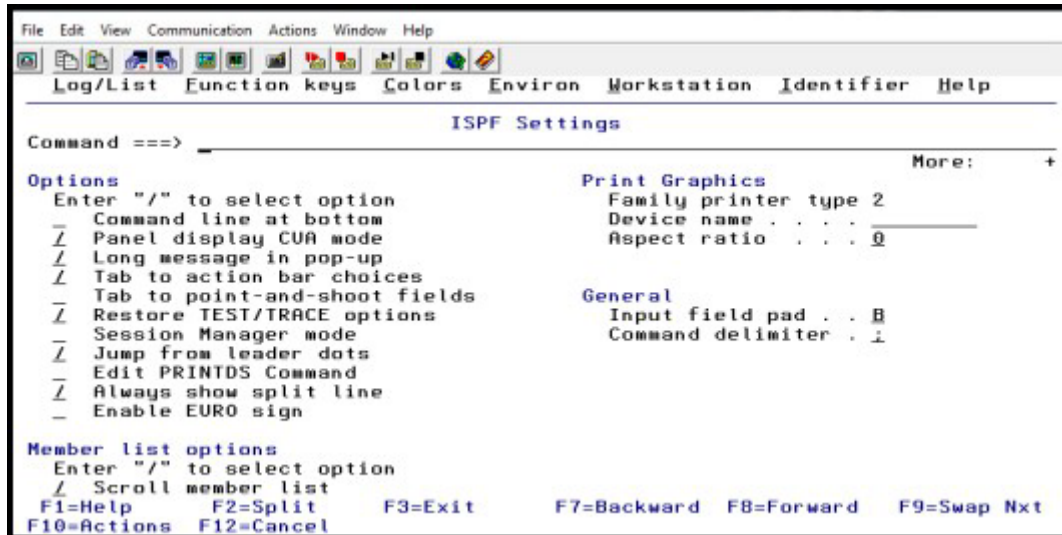 File Edit View Communication Actions Window Help
Log/List Function keys Colors Environ Workstation Identifier Help
ISPF Settings
Command ===> _
More: +
Options Print Graphics
Enter "/" to select option Family printer type 2
_ Command line at bottom Device name . . . . 
/ Panel display CUA mode Aspect ratio . . . 0
/ Long message in pop-up
/ Tab to action bar choices
_ Tab to point-and-shoot fields General
/ Restore TEST/TRACE options Input field pad . . B
_ Session Manager mode Command delimiter . ;
/ Jump from leader dots
_ Edit PRINTDS Command
/ Always show split line
_ Enable EURO sign
Member list options
Enter "/" to select option
/ Scroll member list
F1=Help F2=Split F3=Exit F7=Backward F8=Forward F9=Swap Nxt
F10=Actions F12=Cancel